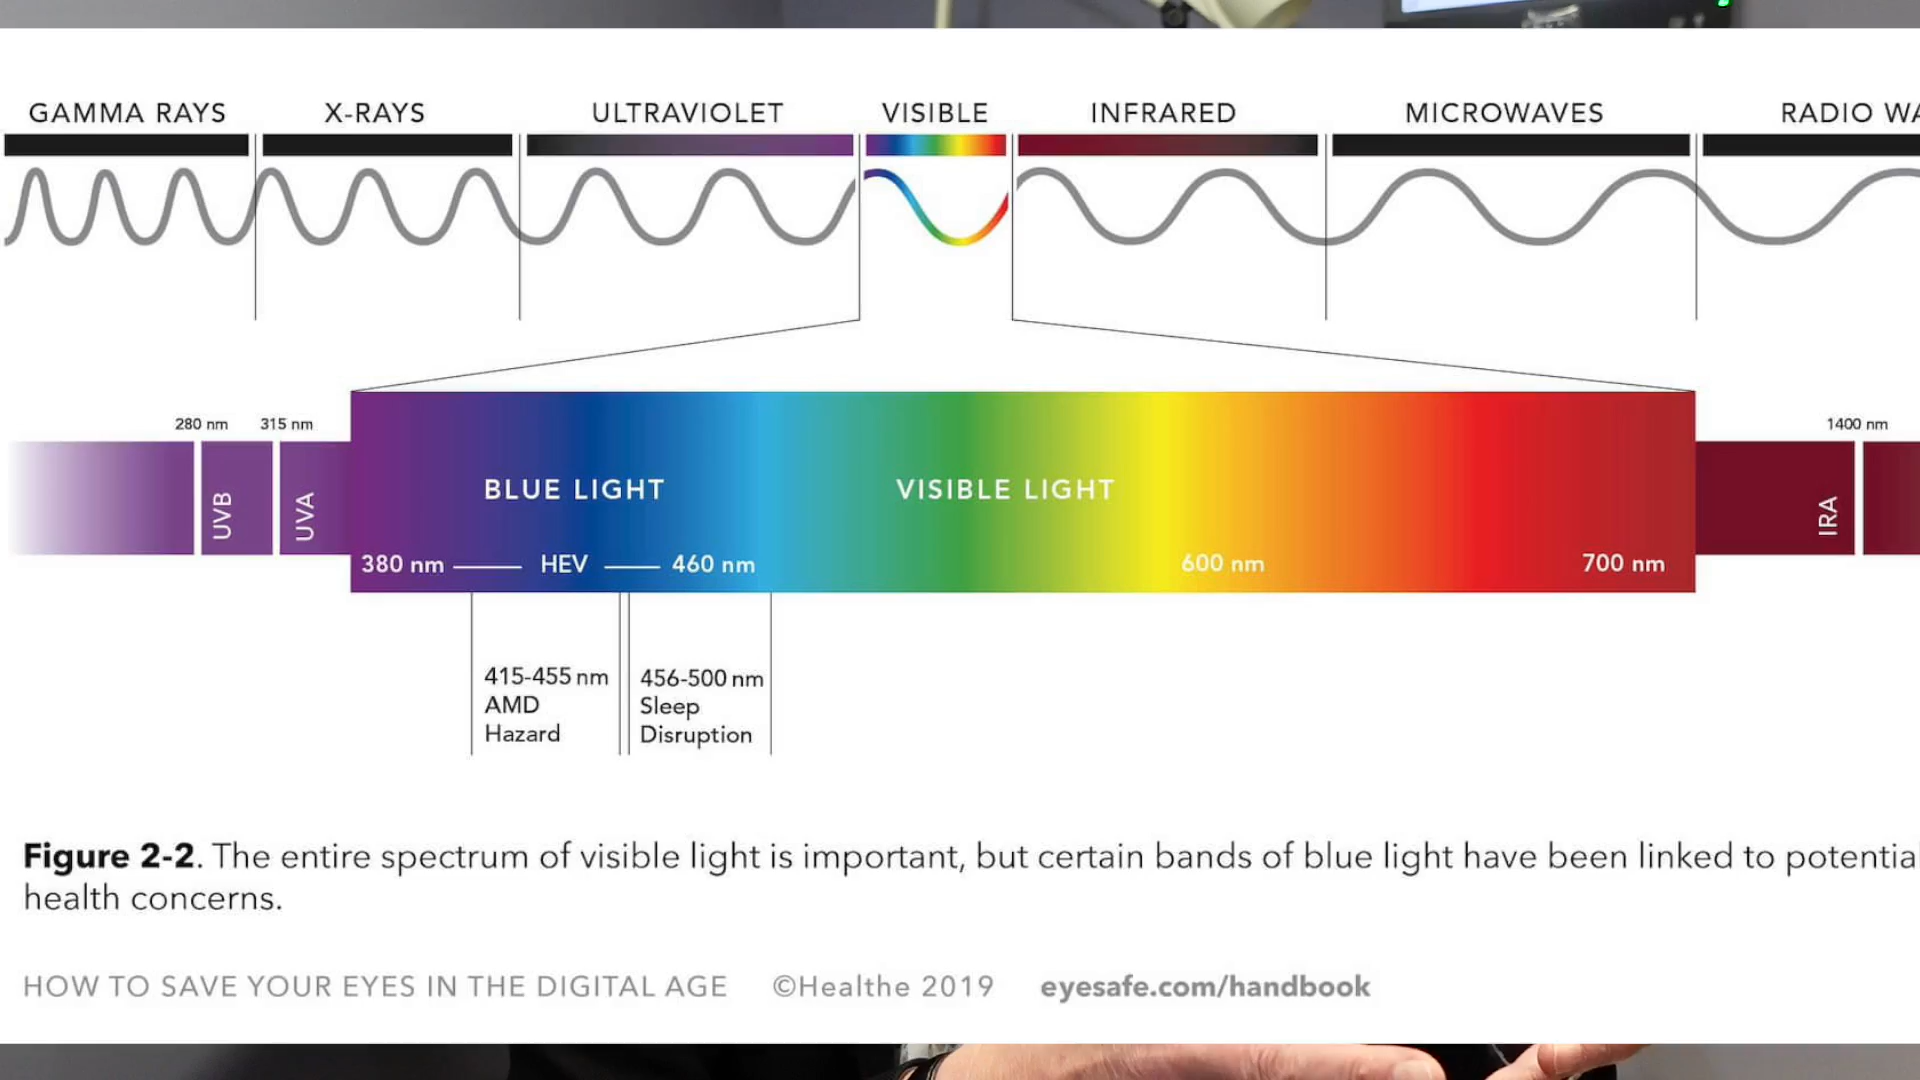 GAMMA RAYS X-RAYS ULTRAVIOLET VISIBLE INFRARED MICROWAVES RADIO WA
280 nm 315 nm 1400 nm
UVB UVA BLUE LIGHT VISIBLE LIGHT IRA
380 nm HEV 460 nm 600 nm 700 nm
415-455 nm
AMD
Hazard
456-500 nm
Sleep
Disruption
Figure 2-2. The entire spectrum of visible light is important, but certain bands of blue light have been linked to potential
health concerns.
HOW TO SAVE YOUR EYES IN THE DIGITAL AGE ©Healthe 2019 eyesafe.com/handbook